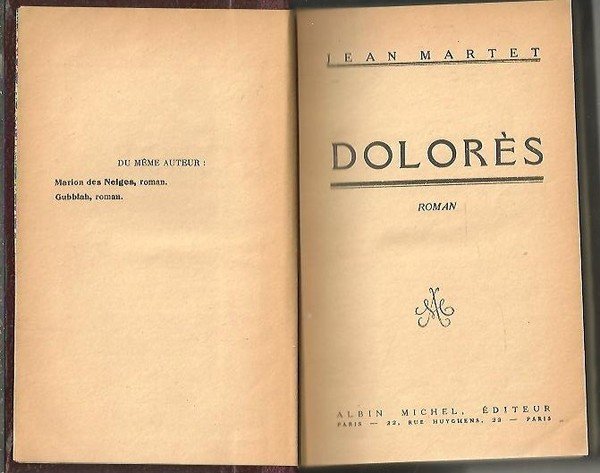 DU MÊME AUTEUR :
Marion des Neiges, roman.
Gubbiah, roman.
JEAN MARTET
DOLORÈS
ROMAN
ALBIN MICHEL, ÉDITEUR
PARIS — 22, RUE HUYGHENS, 22 — PARIS